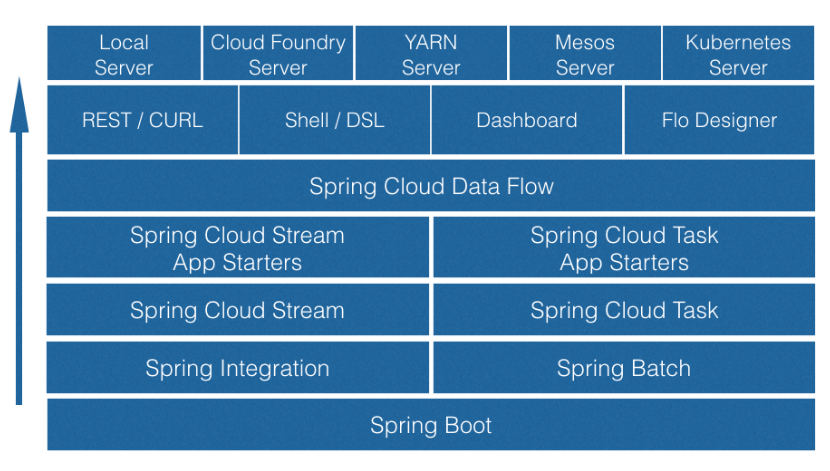 Local
Server
Cloud Foundry
Server
YARN
Server
Mesos
Server
Kubernetes
Server
REST / CURL
Shell / DSL
Dashboard
Flo Designer
Spring Cloud Data Flow
Spring Cloud Stream
App Starters
Spring Cloud Task
App Starters
Spring Cloud Stream
Spring Cloud Task
Spring Integration
Spring Batch
Spring Boot